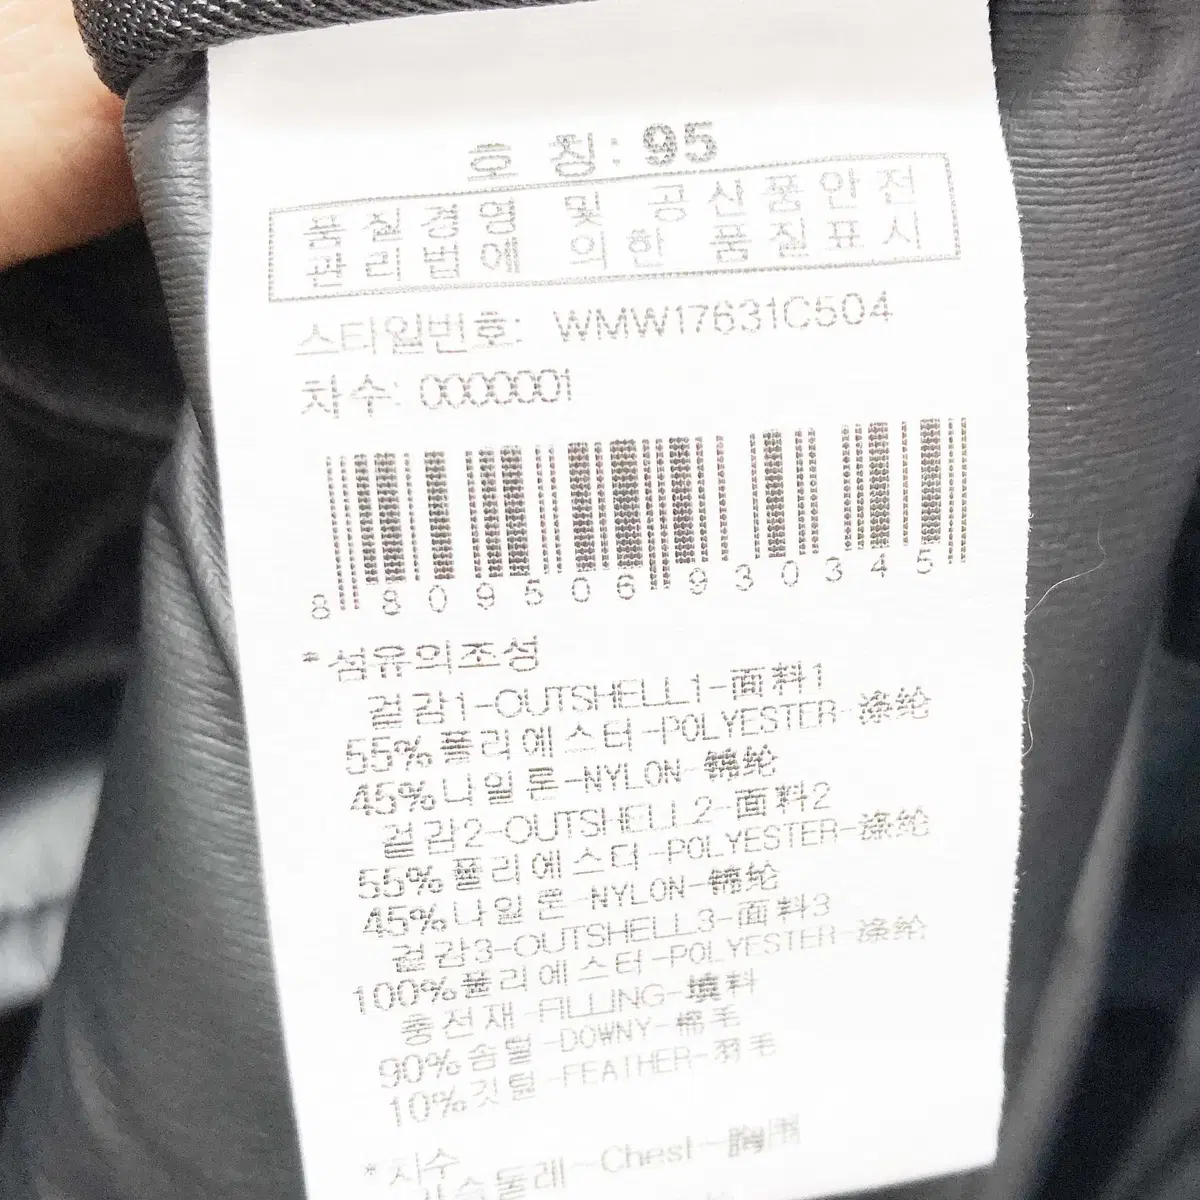 호 칭: 95
품질경영 및 공산품안전
관리법에 의한 품질표시
스타일번호: WMW17631C504
차수: 0000001
8 809506 930345
*섬유의조성
겉감1-OUTSHELL1-面料1
55%폴리에스터-POLYESTER-涤纶
45%나일론-NYLON-锦纶
겉감2-OUTSHELL2-面料2
55%폴리에스터-POLYESTER-涤纶
45%나일론-NYLON-锦纶
겉감3-OUTSHELL3-面料3
100%폴리에스터-POLYESTER-涤纶
충전재-FILLING-填料
90%솜털-DOWNY-棉毛
10%깃털-FEATHER-羽毛
*치수
가슴둘레-Chest-胸围